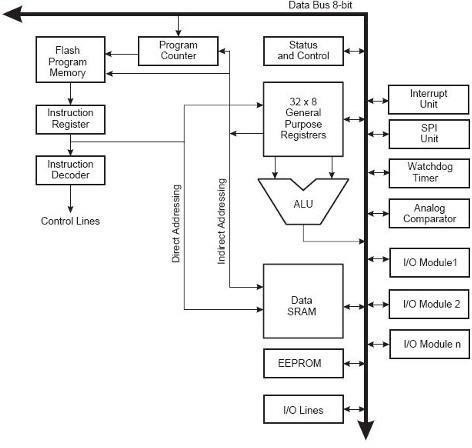 Data Bus 8-bit
Flash
Program
Memory
Program
Counter
Status
and Control
Instruction
Register
32 x 8
General
Purpose
Registrers
Interrupt
Unit
SPI
Unit
Instruction
Decoder
Watchdog
Timer
Control Lines
Direct Addressing
Indirect Addressing
ALU
Analog
Comparator
I/O Module1
Data
SRAM
I/O Module 2
I/O Module n
EEPROM
I/O Lines